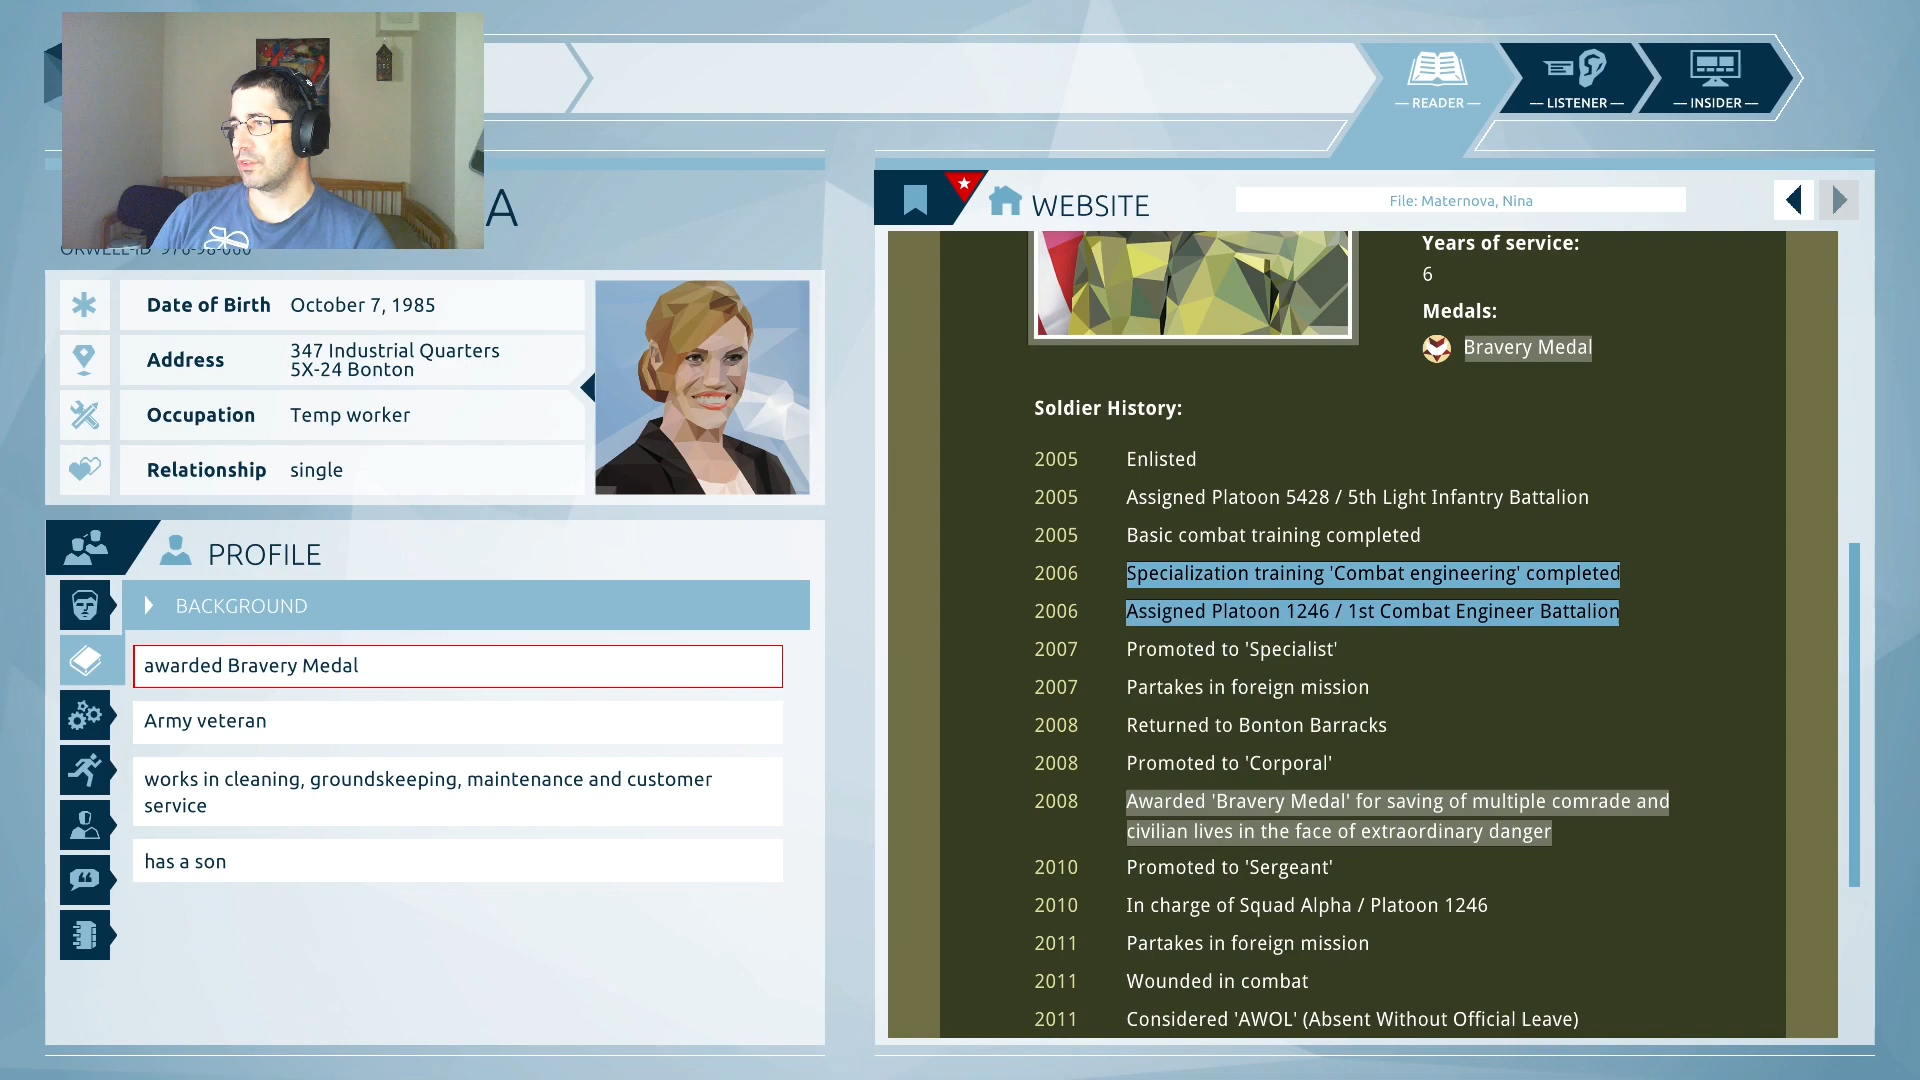 READER
LISTENER
INSIDER
A
Date of Birth October 7, 1985
Address 347 Industrial Quarters
5X-24 Bonton
Occupation Temp worker
Relationship single
PROFILE
BACKGROUND
awarded Bravery Medal
Army veteran
works in cleaning, groundskeeping, maintenance and customer
service
has a son
WEBSITE
File: Maternova, Nina
Years of service:
6
Medals:
Bravery Medal
Soldier History:
2005 Enlisted
2005 Assigned Platoon 5428 / 5th Light Infantry Battalion
2005 Basic combat training completed
2006 Specialization training 'Combat engineering' completed
2006 Assigned Platoon 1246 / 1st Combat Engineer Battalion
2007 Promoted to 'Specialist'
2007 Partakes in foreign mission
2008 Returned to Bonton Barracks
2008 Promoted to 'Corporal'
2008 Awarded 'Bravery Medal' for saving of multiple comrade and
civilian lives in the face of extraordinary danger
2010 Promoted to 'Sergeant'
2010 In charge of Squad Alpha / Platoon 1246
2011 Partakes in foreign mission
2011 Wounded in combat
2011 Considered 'AWOL' (Absent Without Official Leave)